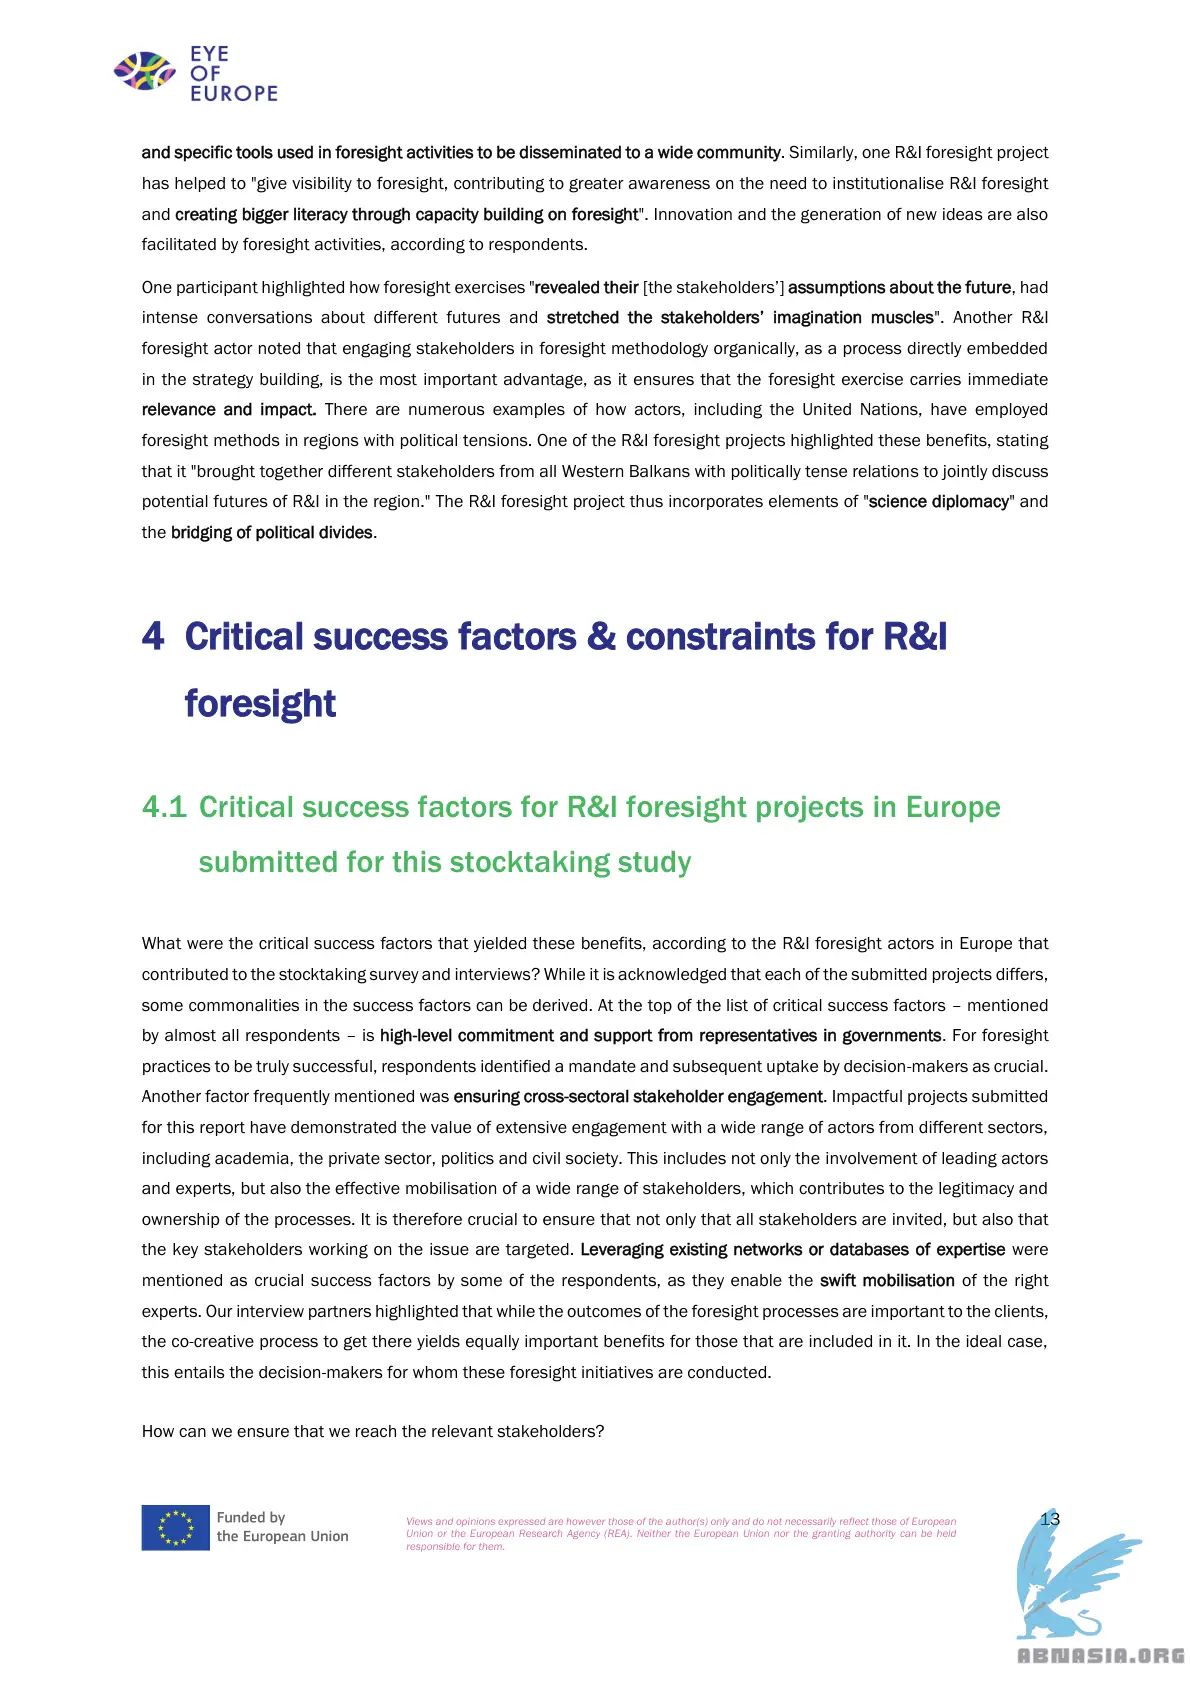 EYE
OF
EUROPE
and specific tools used in foresight activities to be disseminated to a wide community. Similarly, one R&I foresight project
has helped to "give visibility to foresight, contributing to greater awareness on the need to institutionalise R&I foresight
and creating bigger literacy through capacity building on foresight". Innovation and the generation of new ideas are also
facilitated by foresight activities, according to respondents.
One participant highlighted how foresight exercises "revealed their [the stakeholders’] assumptions about the future, had
intense conversations about different futures and stretched the stakeholders’ imagination muscles". Another R&I
foresight actor noted that engaging stakeholders in foresight methodology organically, as a process directly embedded
in the strategy building, is the most important advantage, as it ensures that the foresight exercise carries immediate
relevance and impact. There are numerous examples of how actors, including the United Nations, have employed
foresight methods in regions with political tensions. One of the R&I foresight projects highlighted these benefits, stating
that it "brought together different stakeholders from all Western Balkans with politically tense relations to jointly discuss
potential futures of R&I in the region." The R&I foresight project thus incorporates elements of "science diplomacy" and
the bridging of political divides.
4 Critical success factors & constraints for R&I
foresight
4.1 Critical success factors for R&I foresight projects in Europe
submitted for this stocktaking study
What were the critical success factors that yielded these benefits, according to the R&I foresight actors in Europe that
contributed to the stocktaking survey and interviews? While it is acknowledged that each of the submitted projects differs,
some commonalities in the success factors can be derived. At the top of the list of critical success factors – mentioned
by almost all respondents – is high-level commitment and support from representatives in governments. For foresight
practices to be truly successful, respondents identified a mandate and subsequent uptake by decision-makers as crucial.
Another factor frequently mentioned was ensuring cross-sectoral stakeholder engagement. Impactful projects submitted
for this report have demonstrated the value of extensive engagement with a wide range of actors from different sectors,
including academia, the private sector, politics and civil society. This includes not only the involvement of leading actors
and experts, but also the effective mobilisation of a wide range of stakeholders, which contributes to the legitimacy and
ownership of the processes. It is therefore crucial to ensure that not only that all stakeholders are invited, but also that
the key stakeholders working on the issue are targeted. Leveraging existing networks or databases of expertise were
mentioned as crucial success factors by some of the respondents, as they enable the swift mobilisation of the right
experts. Our interview partners highlighted that while the outcomes of the foresight processes are important to the clients,
the co-creative process to get there yields equally important benefits for those that are included in it. In the ideal case,
this entails the decision-makers for whom these foresight initiatives are conducted.
How can we ensure that we reach the relevant stakeholders?
Funded by
the European Union
Views and opinions expressed are however those of the author(s) only and do not necessarily reflect those of European
Union or the European Research Agency (REA). Neither the European Union nor the granting authority can be held
responsible for them.
13
ABNASIA.ORG